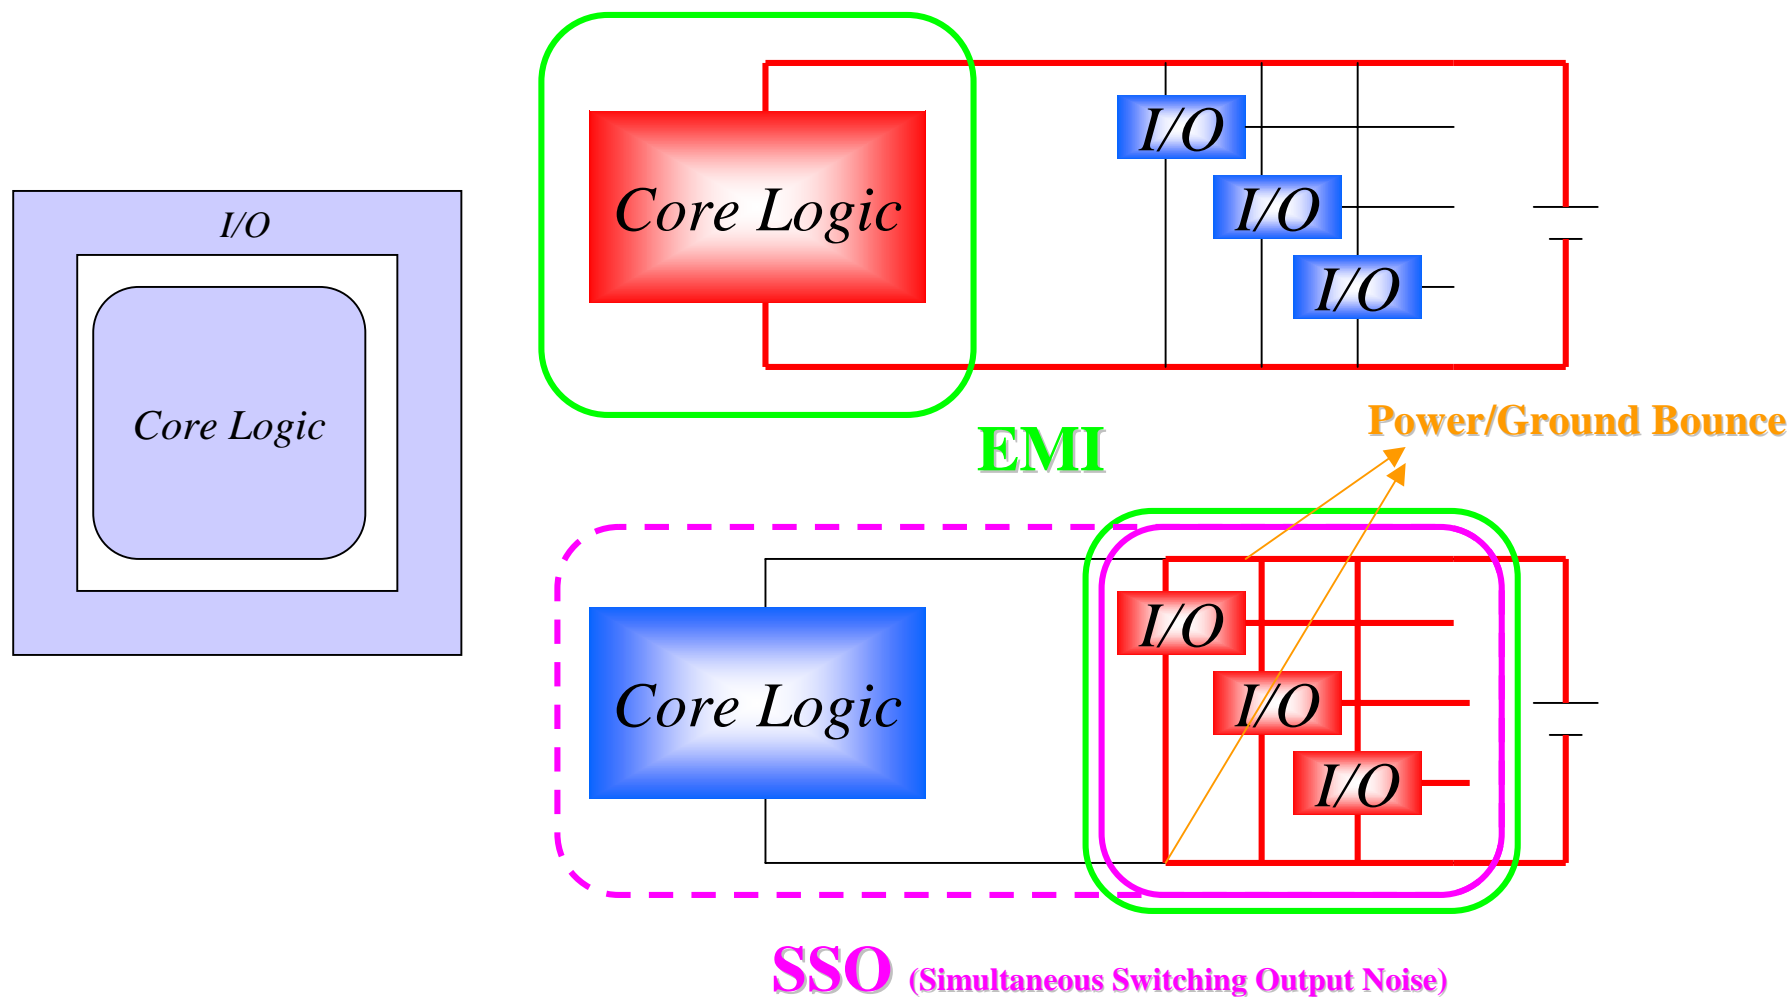 I/O
Core Logic
Core Logic
I/O
I/O
I/O
EMI
Power/Ground Bounce
Core Logic
I/O
I/O
I/O
SSO (Simultaneous Switching Output Noise)